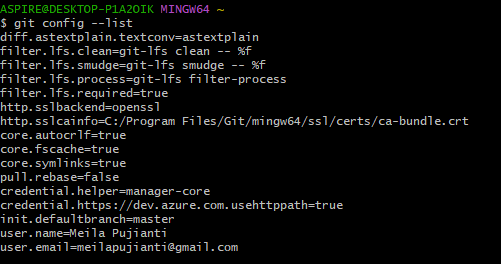 ASPIRE@DESKTOP-P1A2OIK MINGW64 ~
$ git config --list
diff.astextplain.textconv=astextplain
filter.lfs.clean=git-lfs clean -- %f
filter.lfs.smudge=git-lfs smudge -- %f
filter.lfs.process=git-lfs filter-process
filter.lfs.required=true
http.sslbackend=openssl
http.sslcainfo=C:/Program Files/Git/mingw64/ssl/certs/ca-bundle.crt
core.autocrlf=true
core.fscache=true
core.symlinks=true
pull.rebase=false
credential.helper=manager-core
credential.https://dev.azure.com.usehttppath=true
init.defaultbranch=master
user.name=Meila Pujianti
user.email=meilapujianti@gmail.com